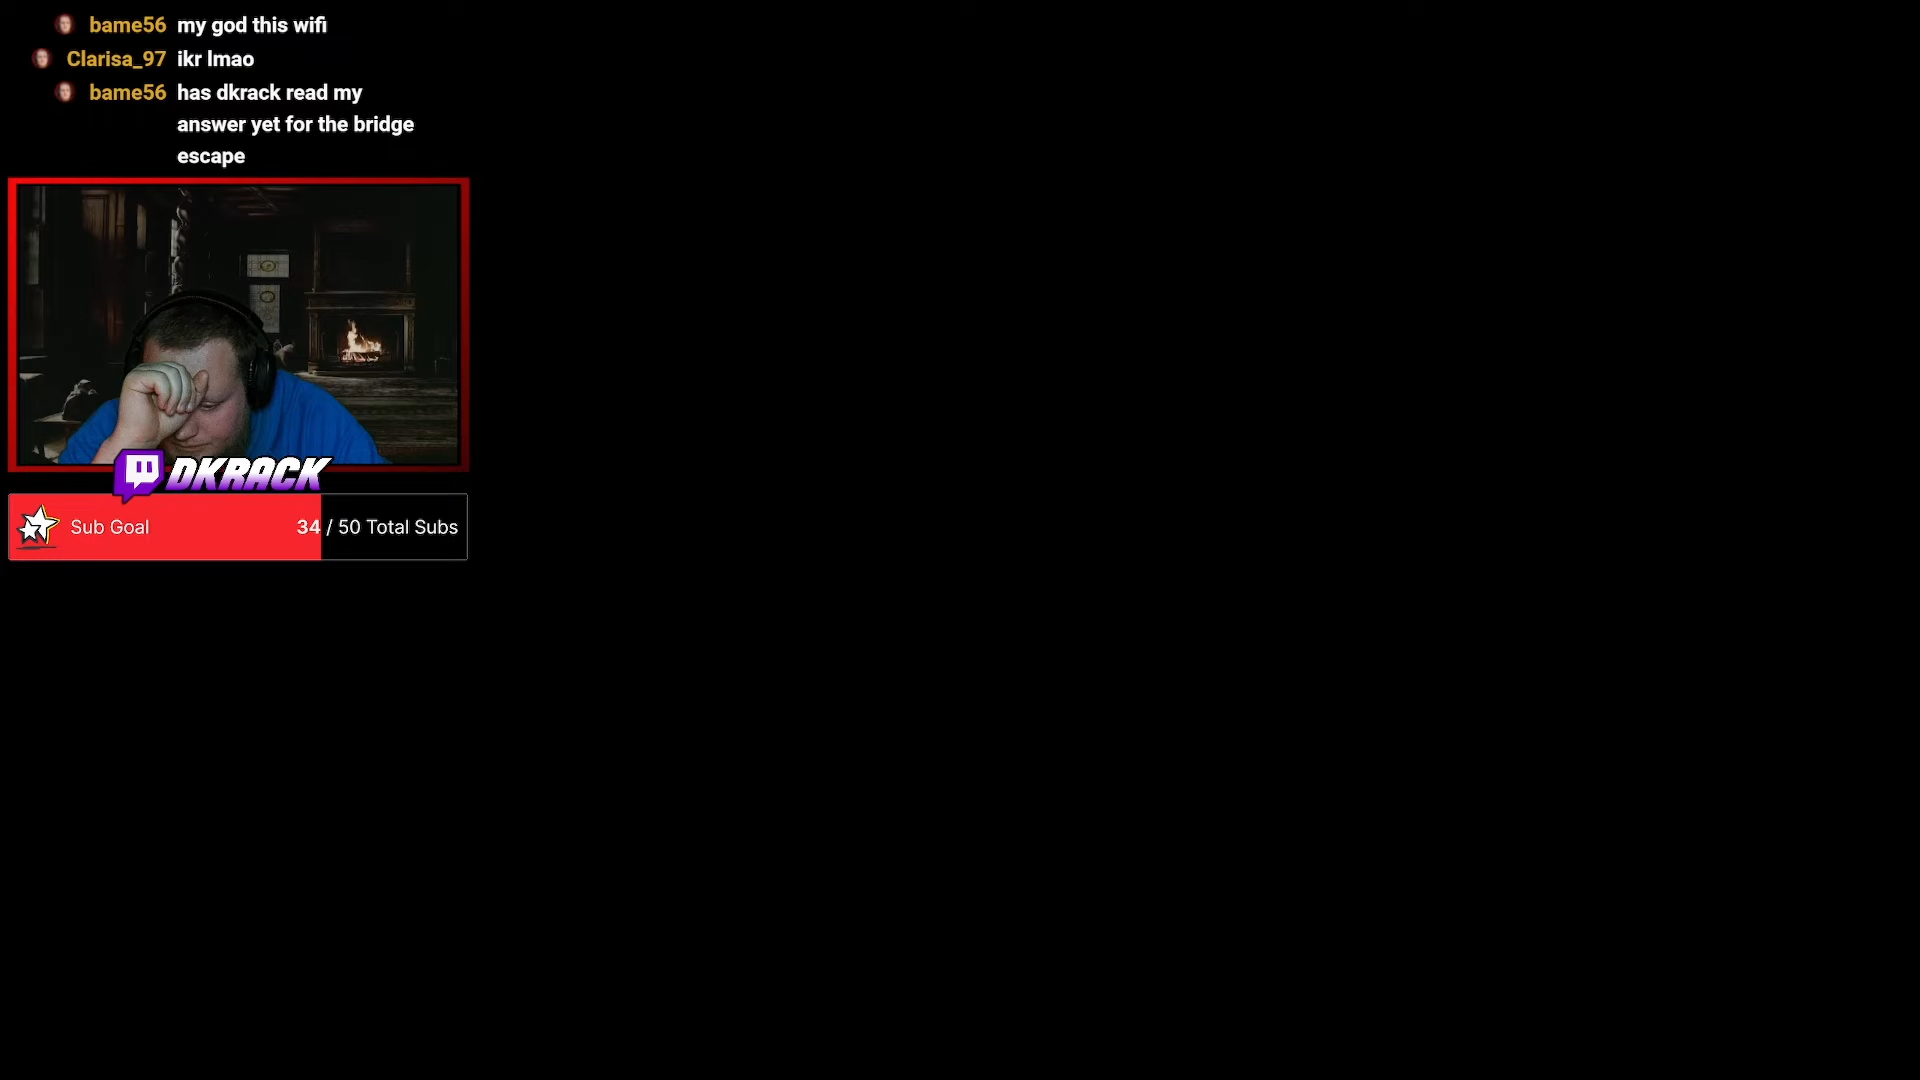 bame56 my god this wifi
Clarisa_97 ikr lmao
bame56 has dkrack read my
answer yet for the bridge
escape
DKRACK
Sub Goal 34 / 50 Total Subs